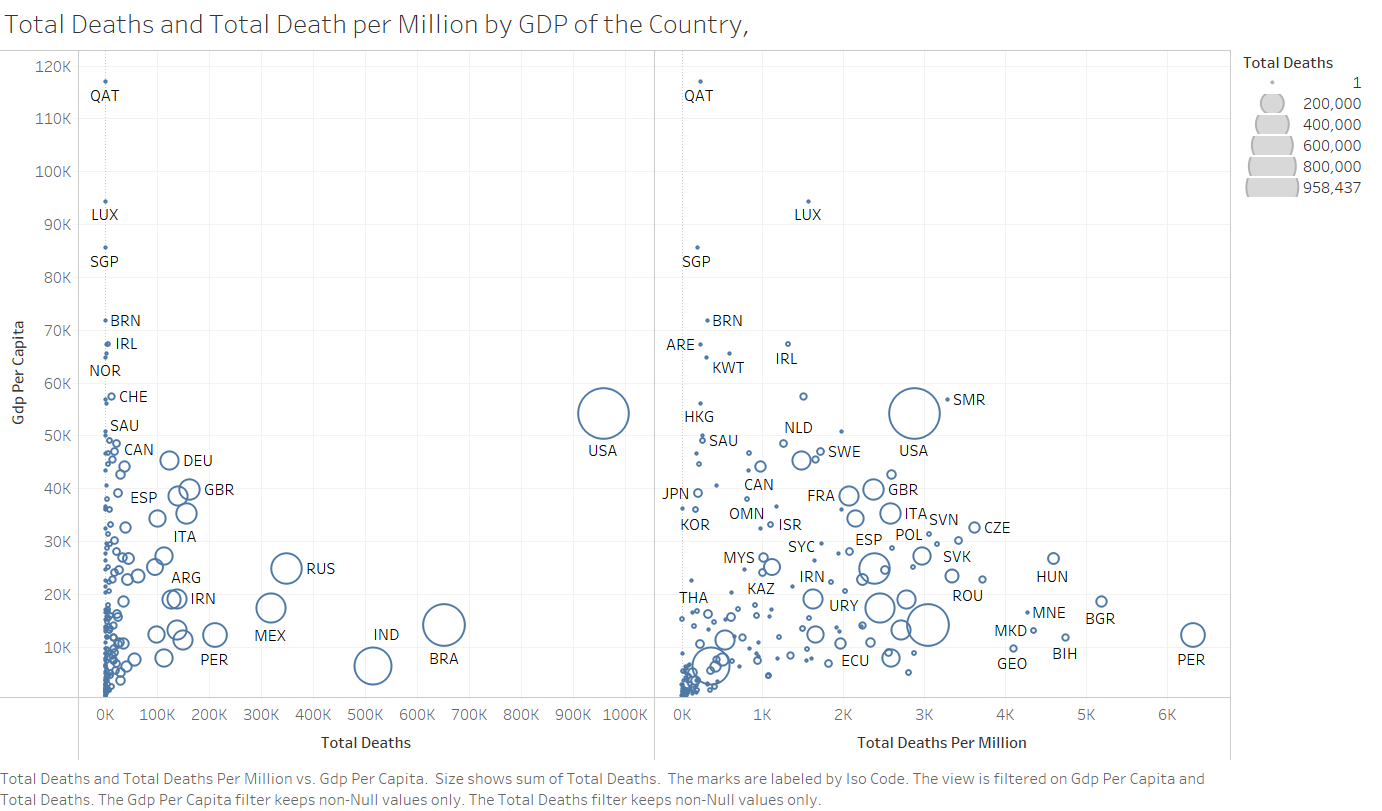 Total Deaths and Total Death per Million by GDP of the Country,
Total Deaths
1
200,000
400,000
600,000
800,000
958,437
Gdp Per Capita
120K
110K
100K
90K
80K
70K
60K
50K
40K
30K
20K
10K
QAT
LUX
SGP
BRN
IRL
NOR
CHE
SAU
CAN
DEU
ESP
GBR
ITA
ARG
IRN
RUS
MEX
PER
IND
BRA
USA
QAT
LUX
SGP
BRN
ARE
KWT
IRL
HKG
SMR
SAU
NLD
SWE
USA
JPN
CAN
FRA
GBR
KOR
OMN
ISR
ITA
SVN
CZE
ESP
POL
SYC
MYS
SVK
HUN
KAZ
IRN
ROU
THA
URY
MNE
BGR
MKD
ECU
GEO
BIH
PER
0K 100K 200K 300K 400K 500K 600K 700K 800K 900K 1000K
0K 1K 2K 3K 4K 5K 6K
Total Deaths
Total Deaths Per Million
Total Deaths and Total Deaths Per Million vs. Gdp Per Capita.  Size shows sum of Total Deaths.  The marks are labeled by Iso Code. The view is filtered on Gdp Per Capita and
Total Deaths. The Gdp Per Capita filter keeps non-Null values only. The Total Deaths filter keeps non-Null values only.